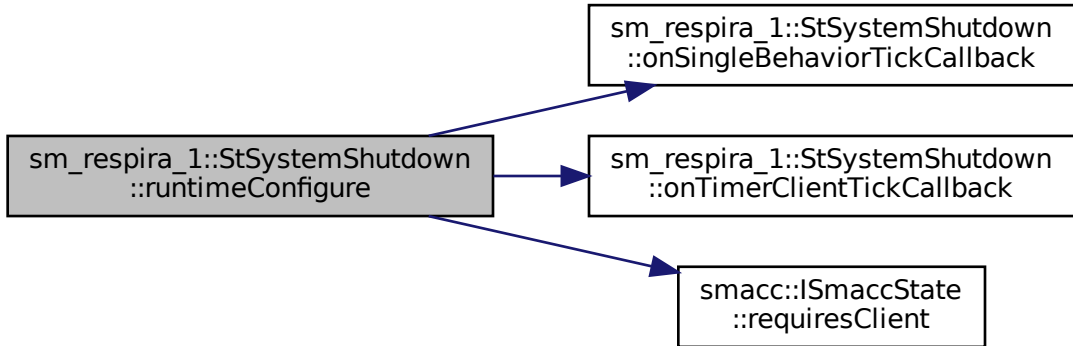 sm_respira_1::StSystemShutdown
::runtimeConfigure
sm_respira_1::StSystemShutdown
::onSingleBehaviorTickCallback
sm_respira_1::StSystemShutdown
::onTimerClientTickCallback
smacc::ISmaccState
::requiresClient